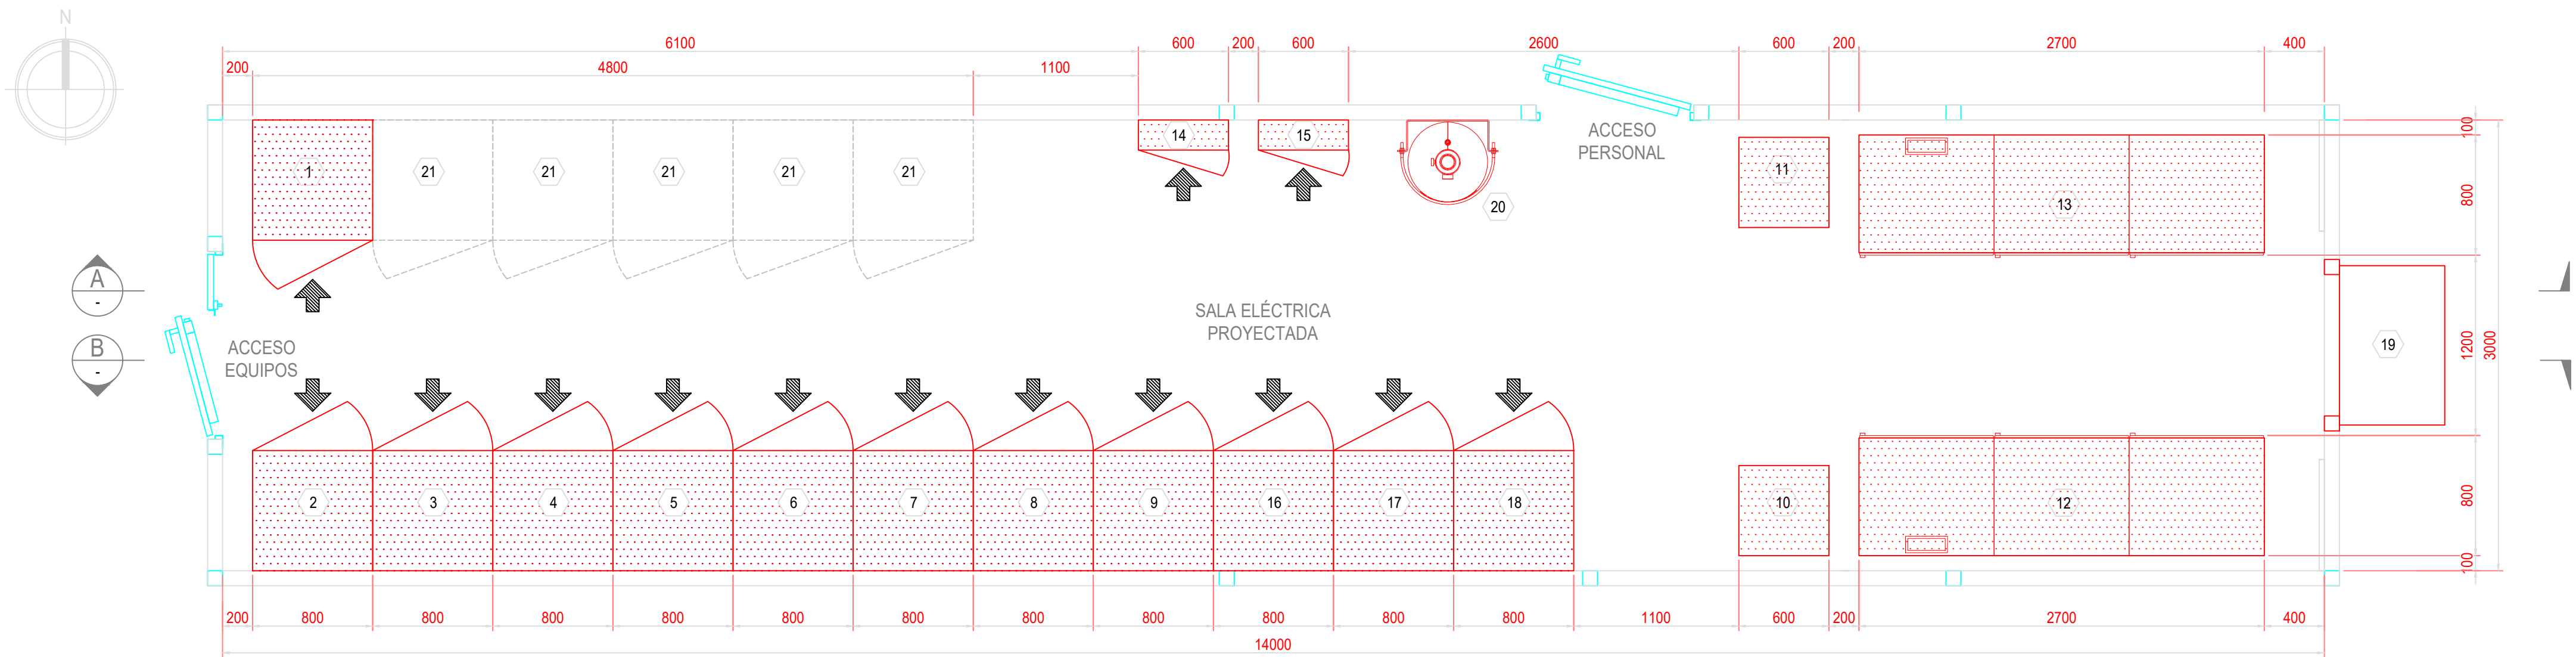 N
6100 600 200 600 2600 600 200 2700 400
200 4800 1100
ACCESO
PERSONAL
14 15
1 21 21 21 21 21 11
20 13
100
800
1200
3000
800
100
A
-
B
-
SALA ELÉCTRICA
PROYECTADA
ACCESO
EQUIPOS
19
2 3 4 5 6 7 8 9 16 17 18 10 12
200 800 800 800 800 800 800 800 800 800 800 800 1100 600 200 2700 400
14000